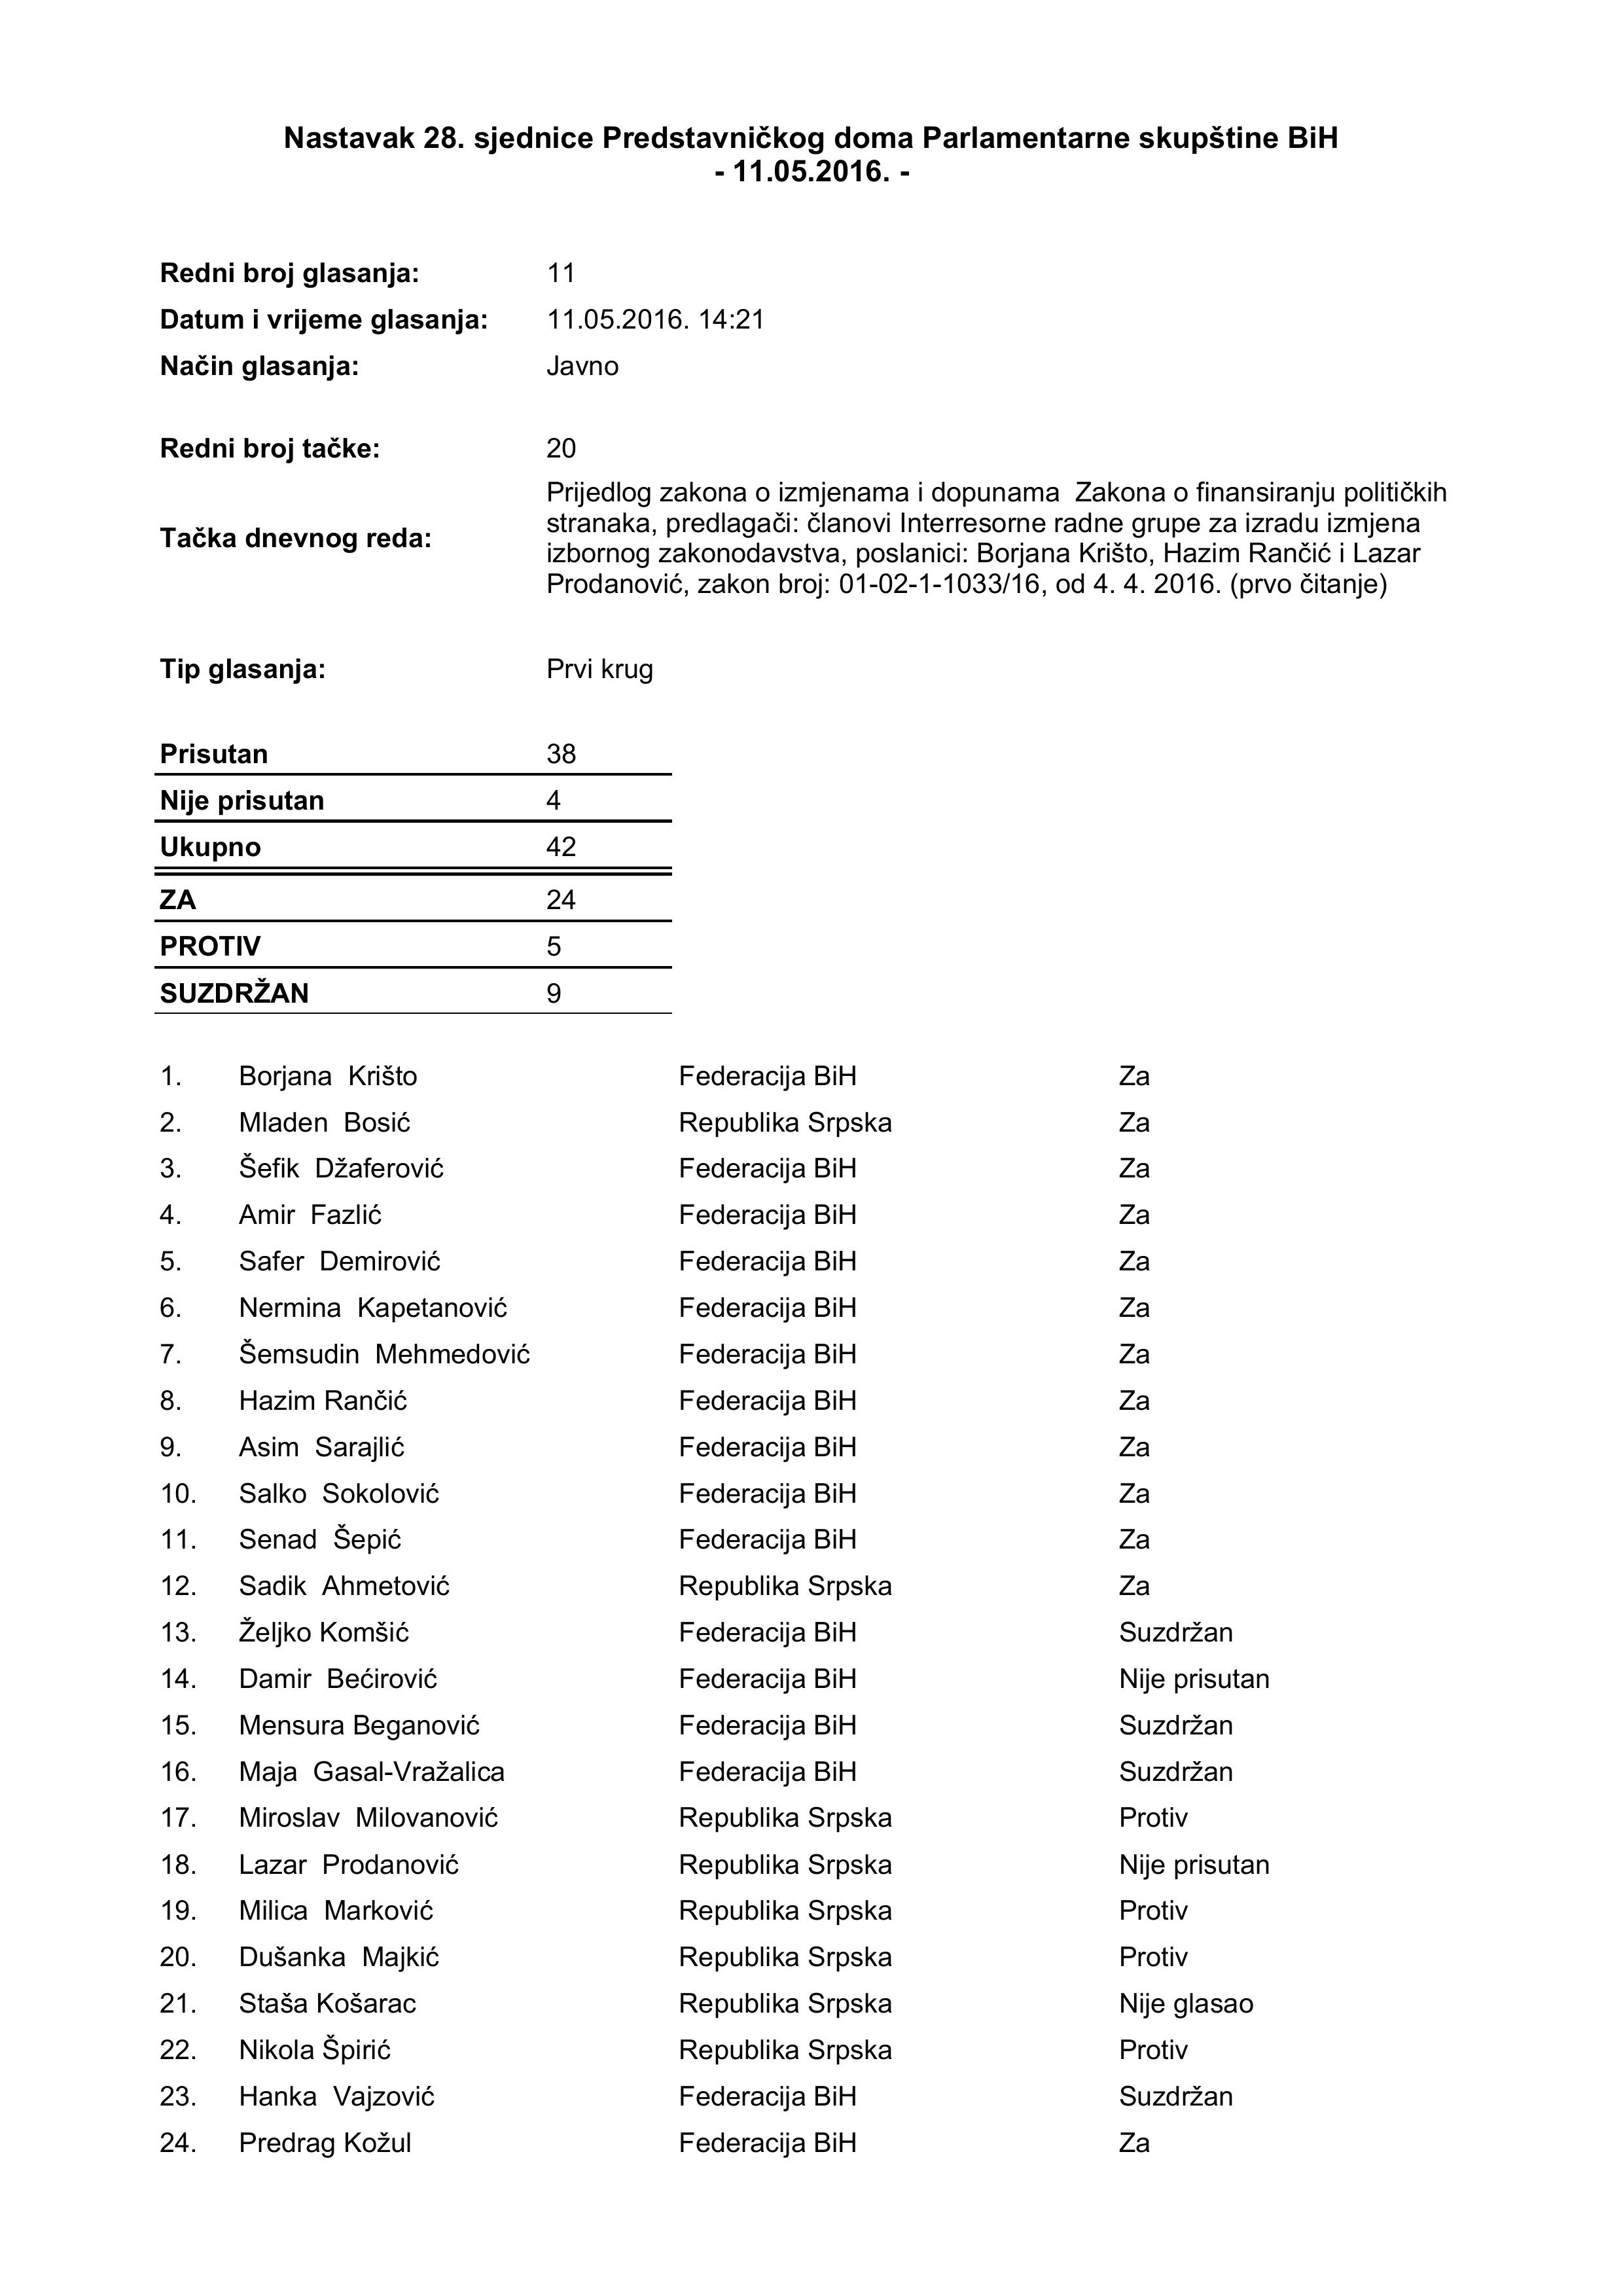 Nastavak 28. sjednice Predstavničkog doma Parlamentarne skupštine BiH
- 11.05.2016. -
Redni broj glasanja: 11
Datum i vrijeme glasanja: 11.05.2016. 14:21
Način glasanja: Javno
Redni broj tačke: 20
Tačka dnevnog reda: Prijedlog zakona o izmjenama i dopunama Zakona o finansiranju političkih
stranaka, predlagači: članovi Interresorne radne grupe za izradu izmjena
izbornog zakonodavstva, poslanici: Borjana Krišto, Hazim Rančić i Lazar
Prodanović, zakon broj: 01-02-1-1033/16, od 4. 4. 2016. (prvo čitanje)
Tip glasanja: Prvi krug
Prisutan 38
Nije prisutan 4
Ukupno 42
ZA 24
PROTIV 5
SUZDRŽAN 9
1. Borjana Krišto Federacija BiH Za
2. Mladen Bosić Republika Srpska Za
3. Šefik Džaferović Federacija BiH Za
4. Amir Fazlić Federacija BiH Za
5. Safer Demirović Federacija BiH Za
6. Nermina Kapetanović Federacija BiH Za
7. Šemsudin Mehmedović Federacija BiH Za
8. Hazim Rančić Federacija BiH Za
9. Asim Sarajlić Federacija BiH Za
10. Salko Sokolović Federacija BiH Za
11. Senad Šepić Federacija BiH Za
12. Sadik Ahmetović Republika Srpska Za
13. Željko Komšić Federacija BiH Suzdržan
14. Damir Bećirović Federacija BiH Nije prisutan
15. Mensura Beganović Federacija BiH Suzdržan
16. Maja Gasal-Vražalica Federacija BiH Suzdržan
17. Miroslav Milovanović Republika Srpska Protiv
18. Lazar Prodanović Republika Srpska Nije prisutan
19. Milica Marković Republika Srpska Protiv
20. Dušanka Majkić Republika Srpska Protiv
21. Staša Košarac Republika Srpska Nije glasao
22. Nikola Špirić Republika Srpska Protiv
23. Hanka Vajzović Federacija BiH Suzdržan
24. Predrag Kožul Federacija BiH Za